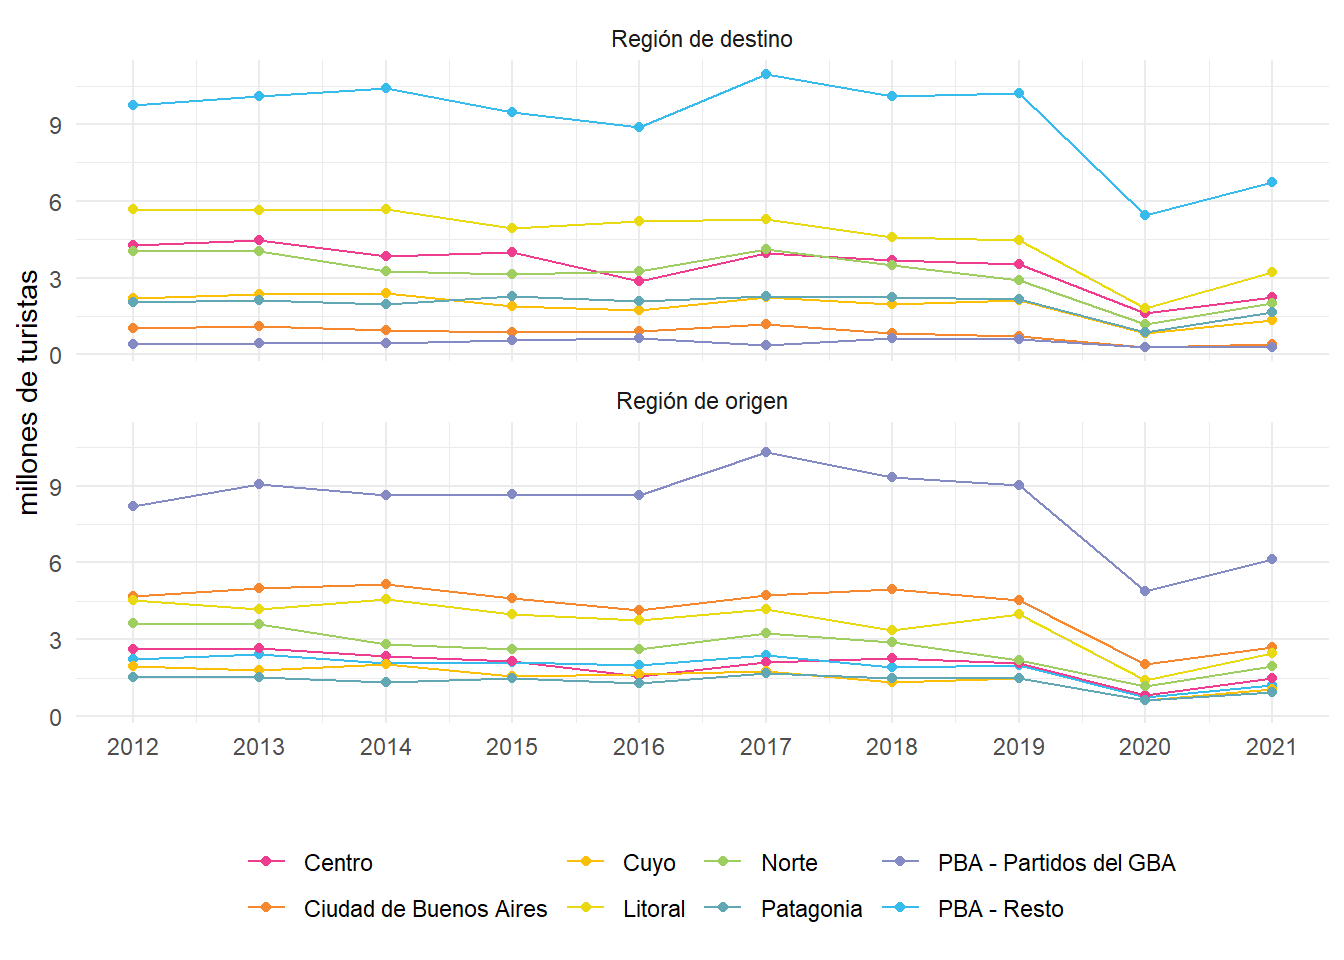 Región de destino
9
6
3
0
millones de turistas
Región de origen
9
6
3
0
2012 2013 2014 2015 2016 2017 2018 2019 2020 2021
Centro Cuyo Norte PBA - Partidos del GBA
Ciudad de Buenos Aires Litoral Patagonia PBA - Resto